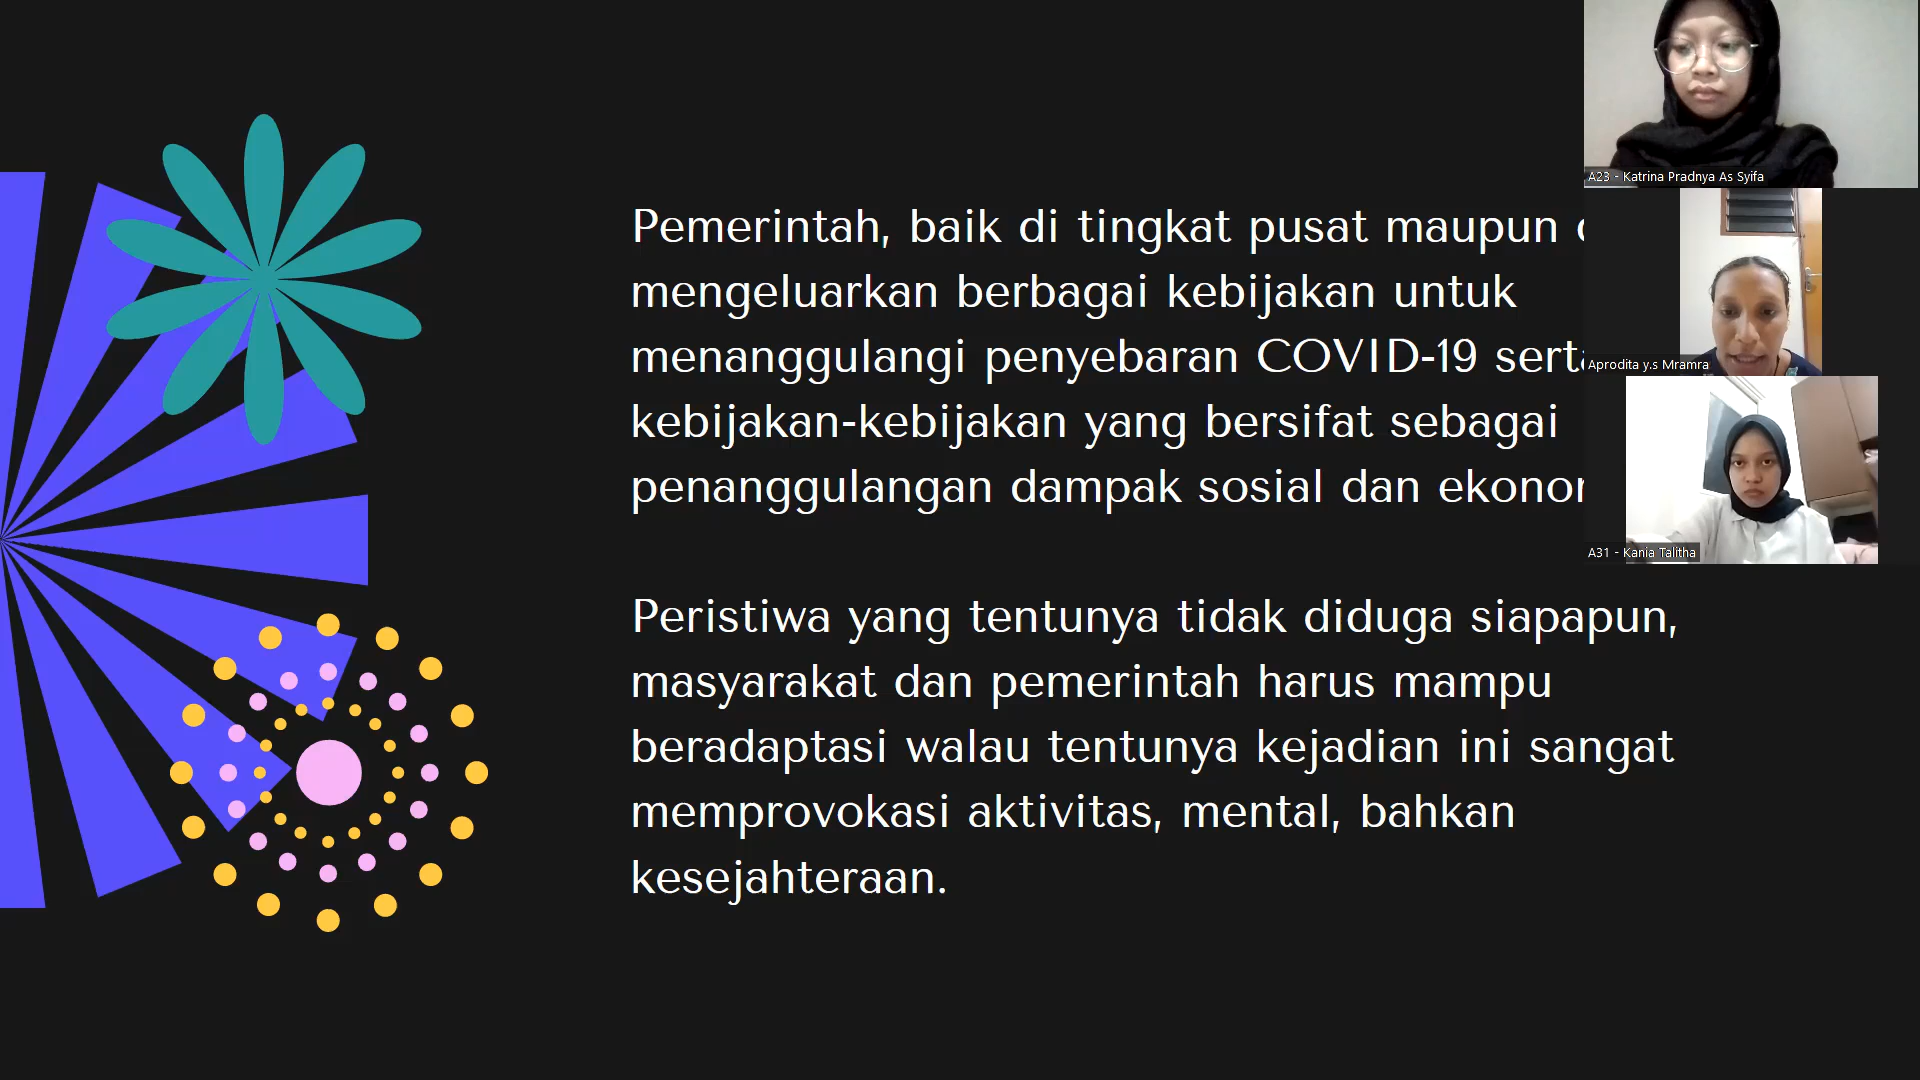 Pemerintah, baik di tingkat pusat maupun
mengeluarkan berbagai kebijakan untuk
menanggulangi penyebaran COVID-19 serta
kebijakan-kebijakan yang bersifat sebagai
penanggulangan dampak sosial dan
Peristiwa yang tentunya tidak diduga siapapun,
masyarakat dan pemerintah harus mampu
beradaptasi walau tentunya kejadian ini sangat
memprovokasi aktivitas, mental, bahkan
kesejahteraan.
A23 - Katrina Pradnya As Syifa
Aprodita y.s Mramra
A31 - Kania Talitha